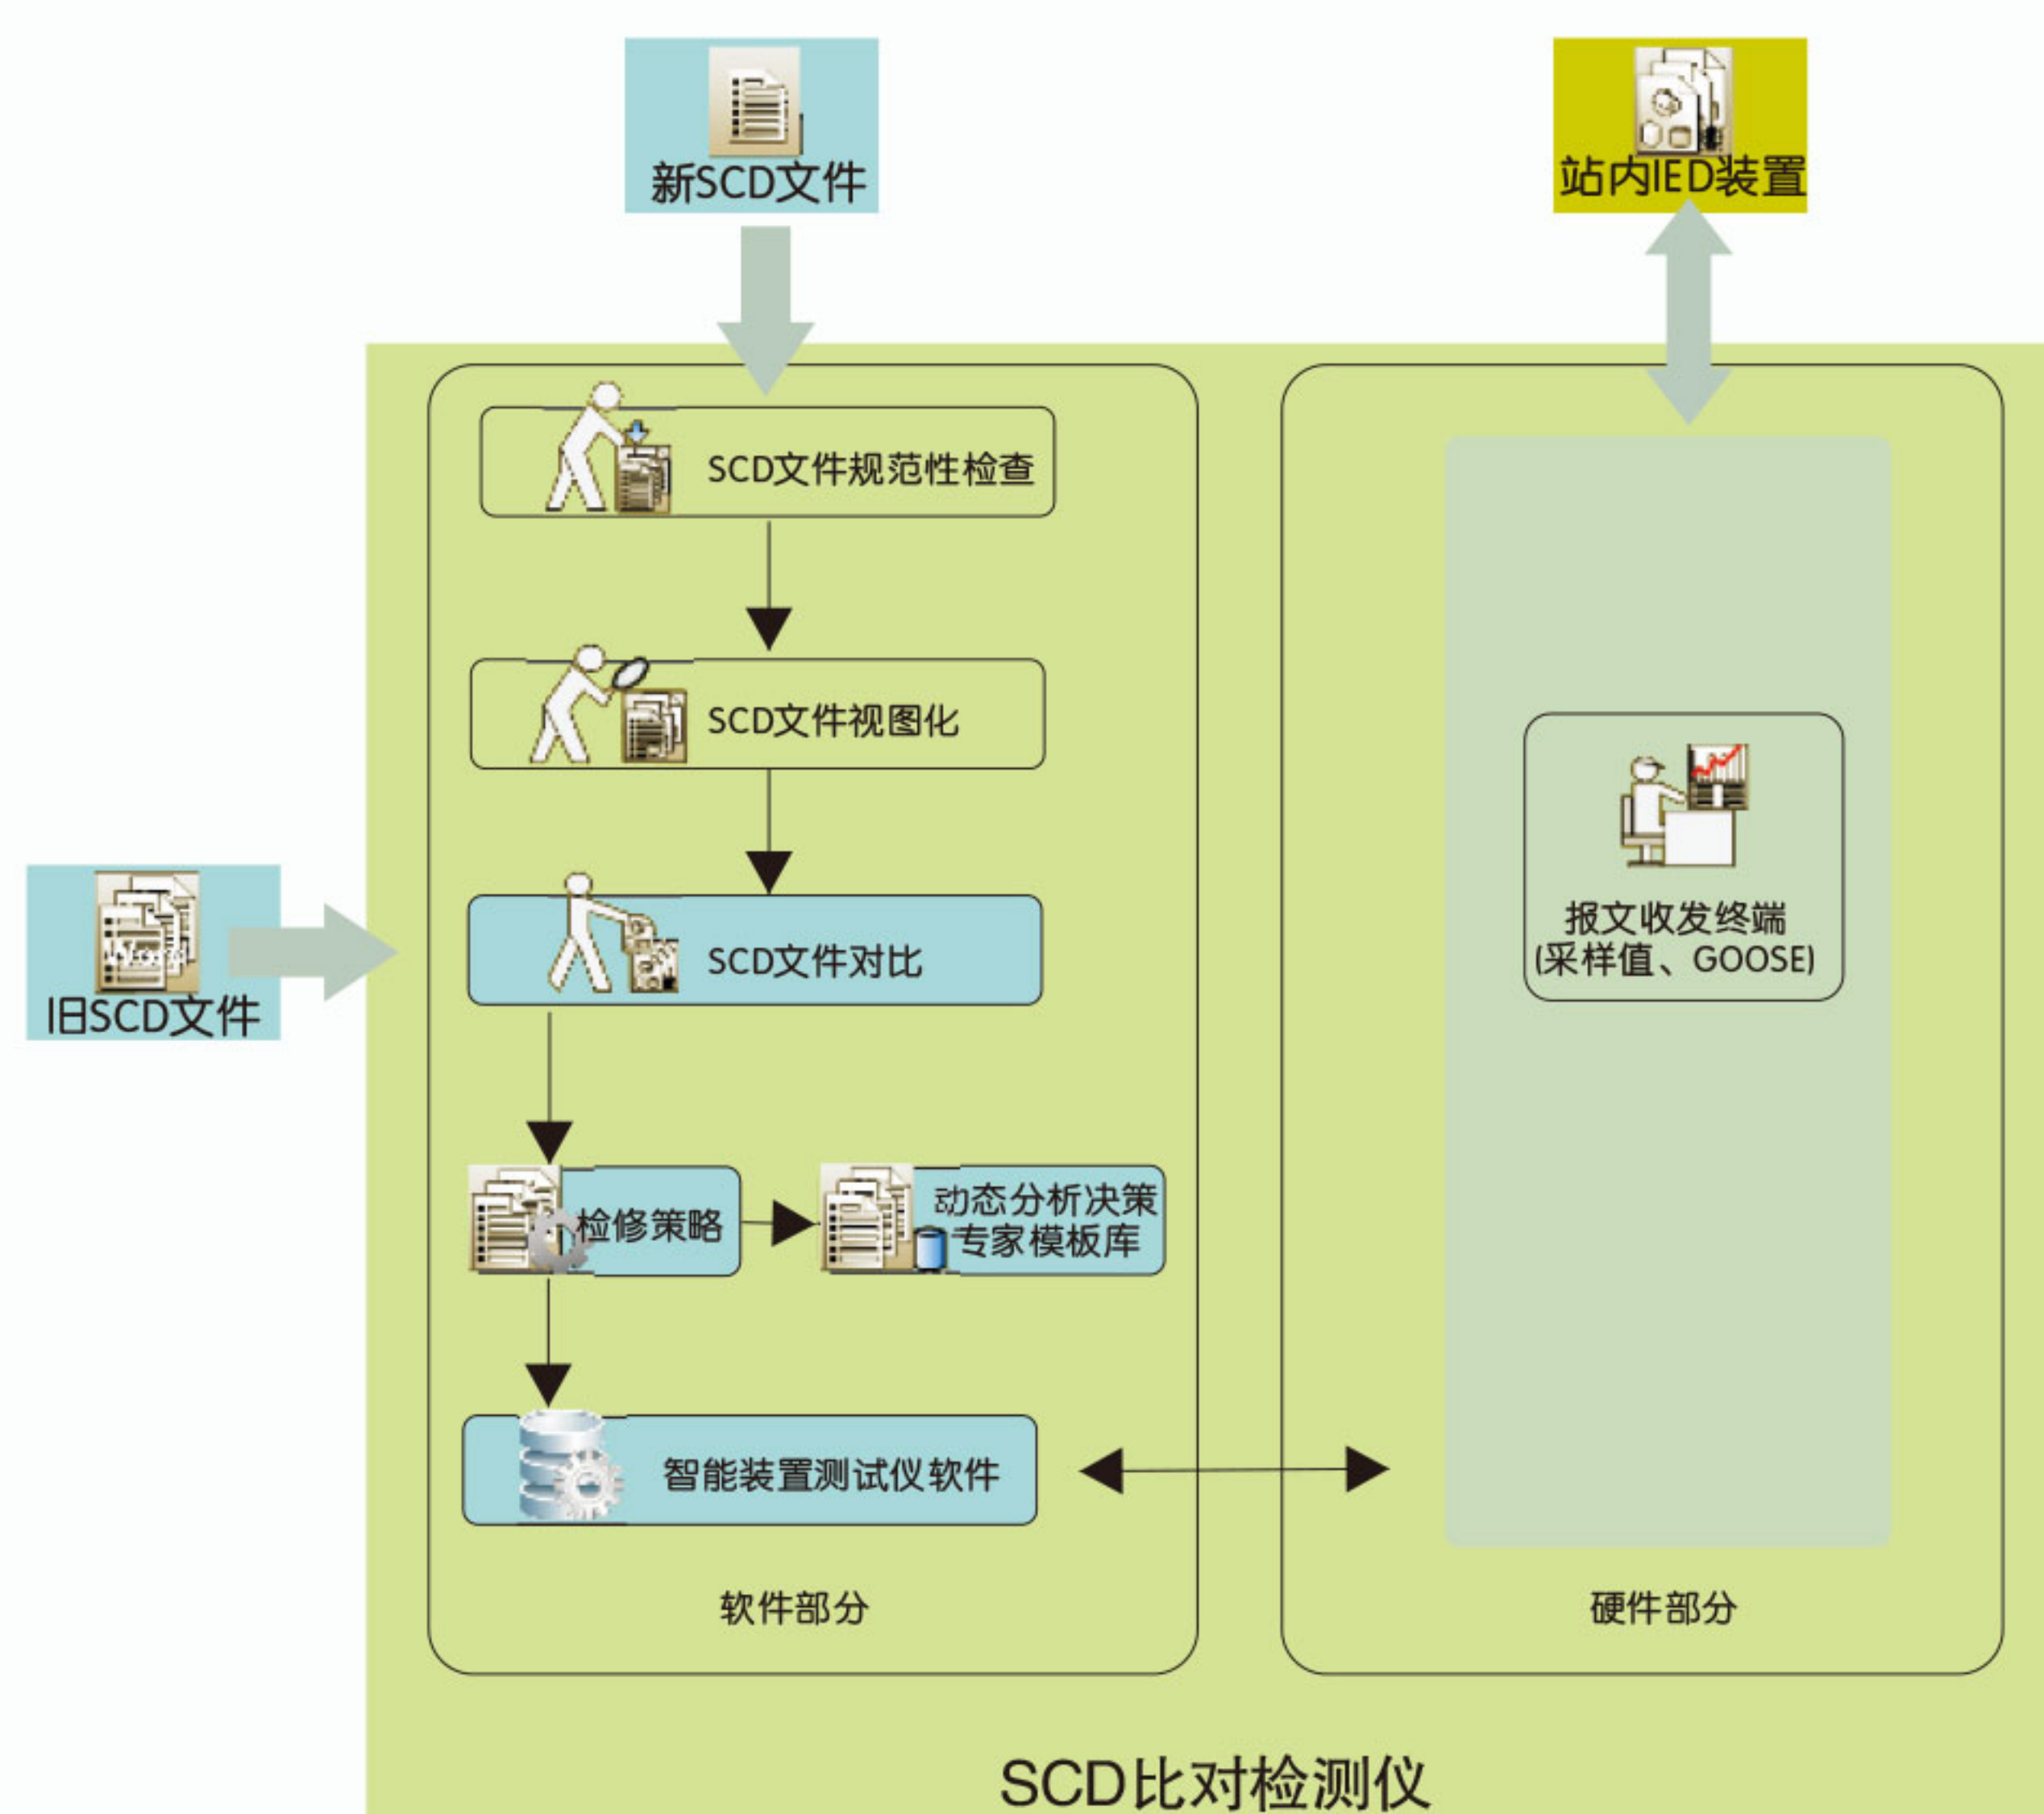 新SCD文件
站内IED装置
SCD文件规范性检查
SCD文件视图化
旧SCD文件
SCD文件对比
报文收发终端
(采样值、GOOSE)
检修策略
动态分析决策
专家模板库
智能装置测试仪软件
软件部分
硬件部分
SCD比对检测仪